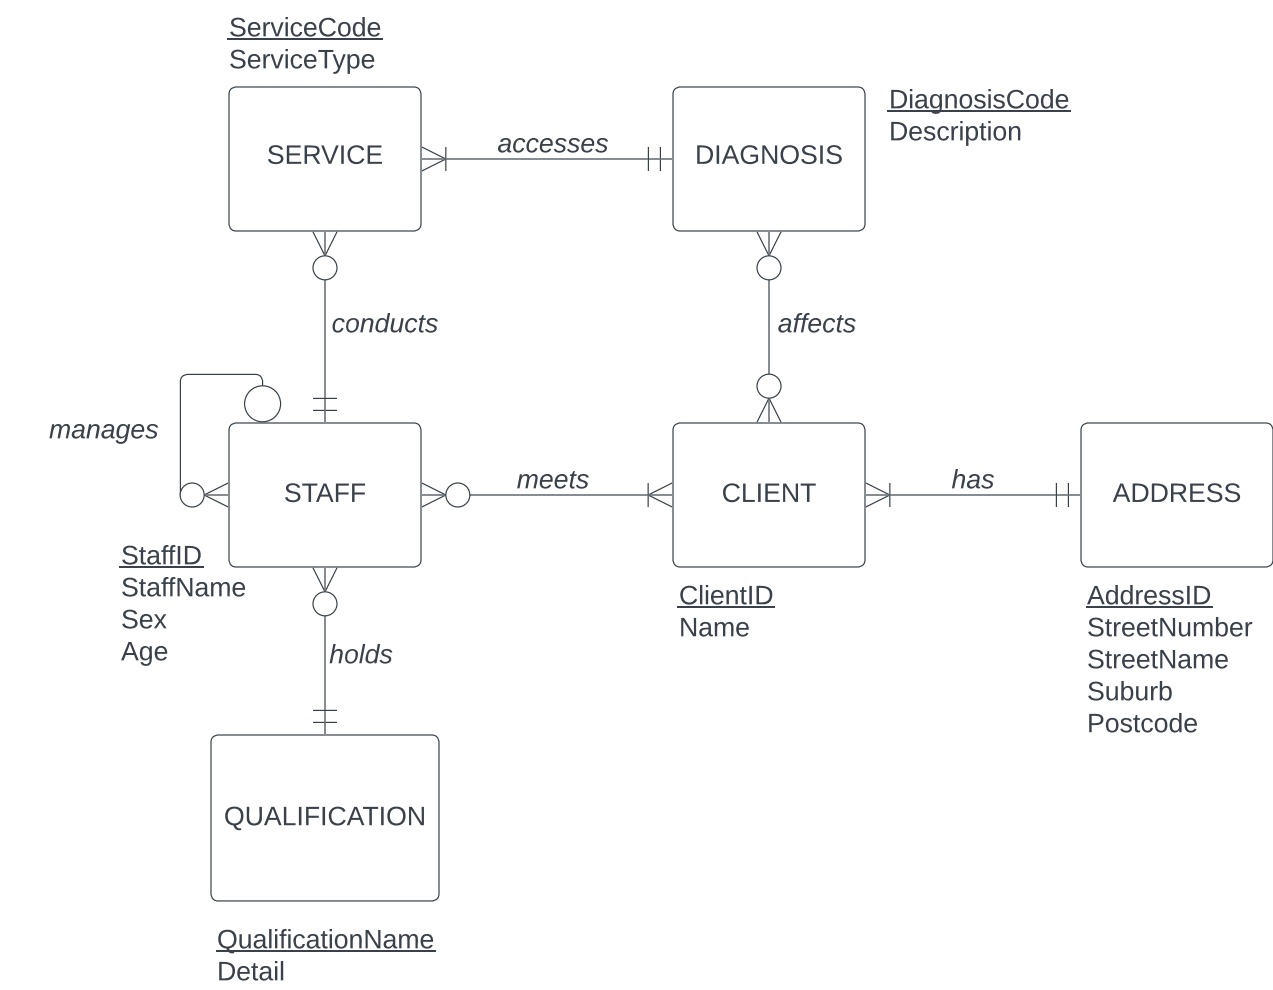 ServiceCode
ServiceType
SERVICE
accesses
DIAGNOSIS
DiagnosisCode
Description
conducts
affects
manages
STAFF
meets
CLIENT
has
ADDRESS
StaffID
StaffName
Sex
Age
ClientID
Name
AddressID
StreetNumber
StreetName
Suburb
Postcode
holds
QUALIFICATION
QualificationName
Detail